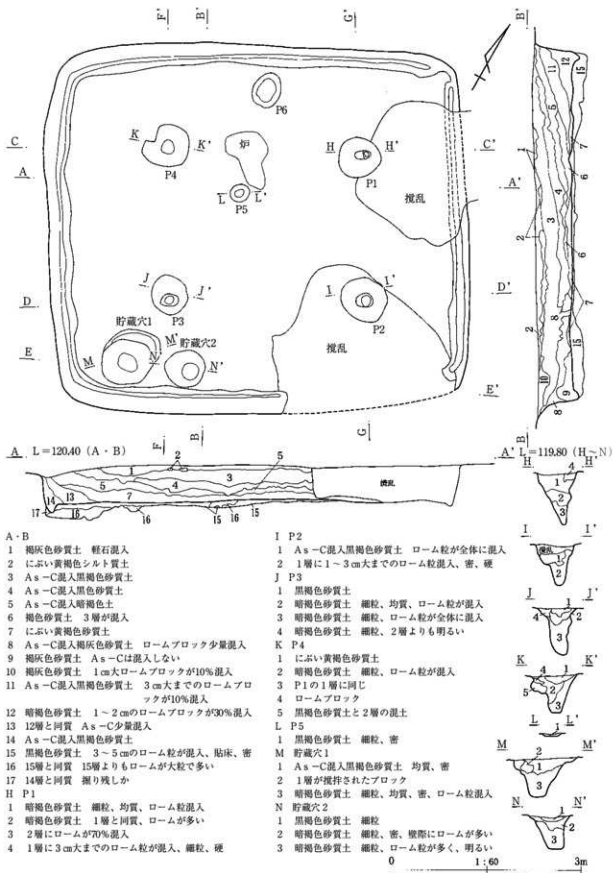 F' B' G' B'
P6
C K K' 炉 H H' C'
P4 P1
A L L' A'
P5 攪乱
J J' I I' D'
D P3 P2
貯蔵穴1 M' 貯蔵穴2
E M N N' 攪乱 E'
F B G B
A L=120.40 (A・B) A' L=119.80 (H~N)
攪乱
A・B
1 褐灰色砂質土 軽石混入
2 にぶい黄褐色シルト質土
3 As-C混入黒褐色砂質土
4 As-C混入黒色砂質土
5 As-C混入暗褐色土
6 褐色砂質土 3層が混入
7 にぶい黄褐色砂質土
8 As-C混入褐灰色砂質土 ロームブロック少量混入
9 褐灰色砂質土 As-Cは混入しない
10 褐灰色砂質土 1㎝大ロームブロックが10%混入
11 As-C混入黒褐色砂質土 3㎝大までのロームブロ
ックが10%混入
12 暗褐色砂質土 1~2㎝のロームブロックが30%混入
13 12層と同質 As-C少量混入
14 As-C混入黒褐色砂質土
15 黒褐色砂質土 3~5㎝のローム粒が混入、貼床、密
16 15層と同質 15層よりもロームが大粒で多い
17 14層と同質 掘り残しか
H P1
1 暗褐色砂質土 細粒、均質、ローム粒混入
2 暗褐色砂質土 1層と同質、ロームが多い
3 2層にロームが70%混入
4 1層に3㎝大までのローム粒が混入、細粒、硬
I P2
1 As-C混入黒褐色砂質土 ローム粒が全体に混入
2 1層に1~3㎝大までのローム粒混入、密、硬
J P3
1 黒褐色砂質土
2 暗褐色砂質土 細粒、均質、ローム粒が混入
3 暗褐色砂質土 細粒、ローム粒が全体に混入
4 暗褐色砂質土 細粒、2層よりも明るい
K P4
1 にぶい黄褐色砂質土
2 暗褐色砂質土 細粒、ローム粒が混入
3 P1の1層に同じ
4 ロームブロック
5 黒褐色砂質土と2層の混土
L P5
1 黒褐色砂質土 細粒、密
M 貯蔵穴1
1 As-C混入黒褐色砂質土 均質、密
2 1層が攪拌されたブロック
3 暗褐色砂質土 細粒、均質、密、ローム粒混入
N 貯蔵穴2
1 黒褐色砂質土 細粒
2 暗褐色砂質土 細粒、密、壁際にロームが多い
3 暗褐色砂質土 細粒、ローム粒が多く、明るい
H H'
I I'
攪乱
J J'
K K'
L L'
M M'
N N'
0 1:60 3m